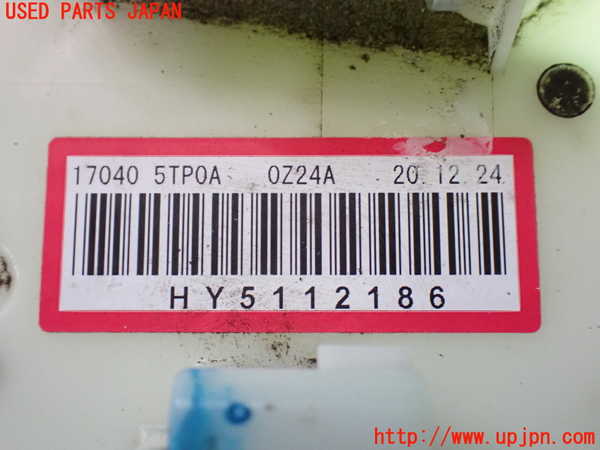 USED PARTS JAPAN
17040 5TP0A 0Z24A 20.12.24
HY5112186
http://www.upjpn.com/